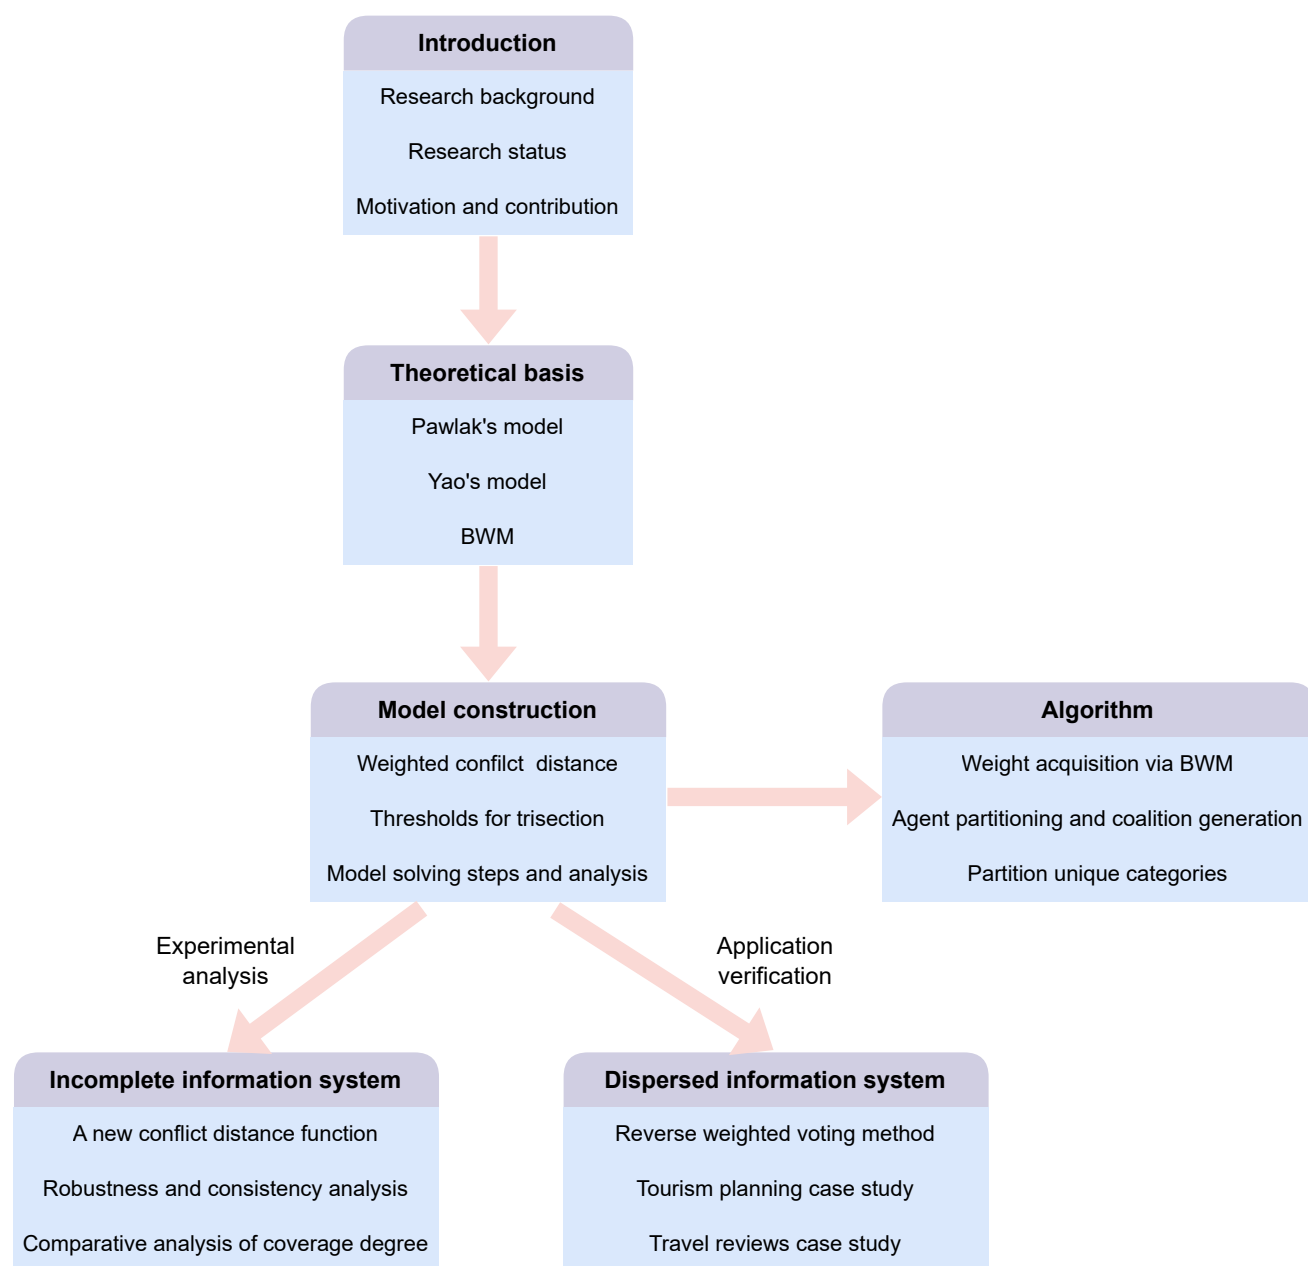 Introduction
Research background
Research status
Motivation and contribution
Theoretical basis
Pawlak's model
Yao's model
BWM
Model construction
Weighted confilct  distance
Thresholds for trisection
Model solving steps and analysis
Algorithm
Weight acquisition via BWM
Agent partitioning and coalition generation
Partition unique categories
Experimental
analysis
Application
verification
Incomplete information system
A new conflict distance function
Robustness and consistency analysis
Comparative analysis of coverage degree
Dispersed information system
Reverse weighted voting method
Tourism planning case study
Travel reviews case study